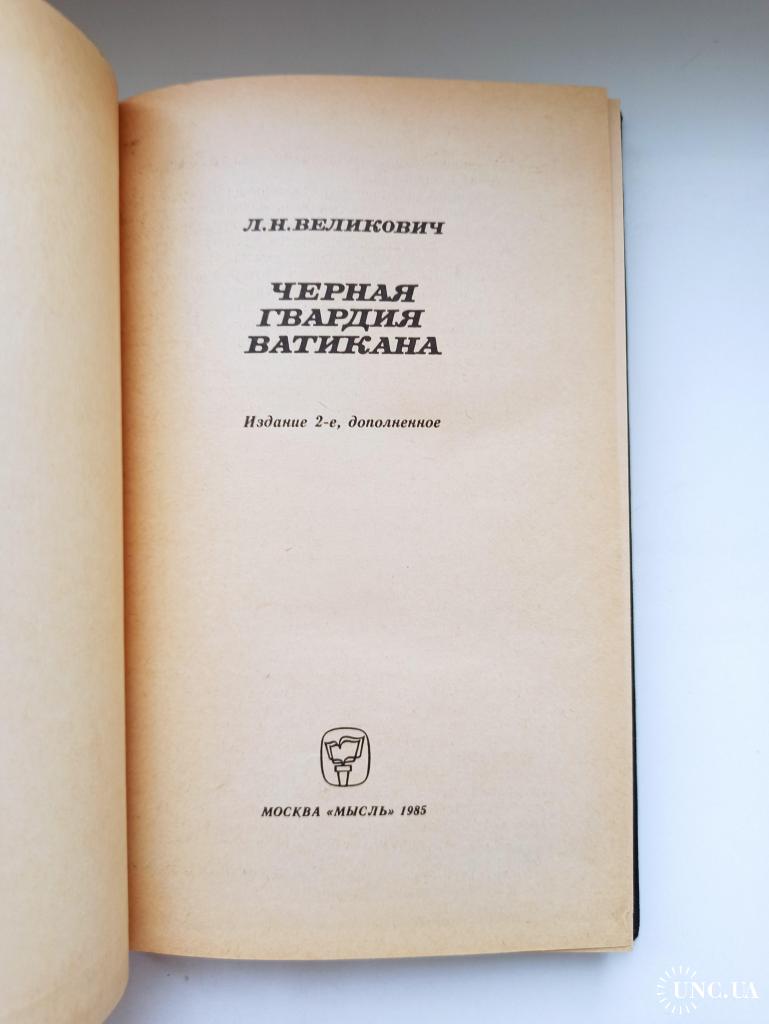 Л.Н.ВЕЛИКОВИЧ
ЧЕРНАЯ
ГВАРДИЯ
ВАТИКАНА
Издание 2-е, дополненное
МОСКВА «МЫСЛЬ» 1985
UNC.UA